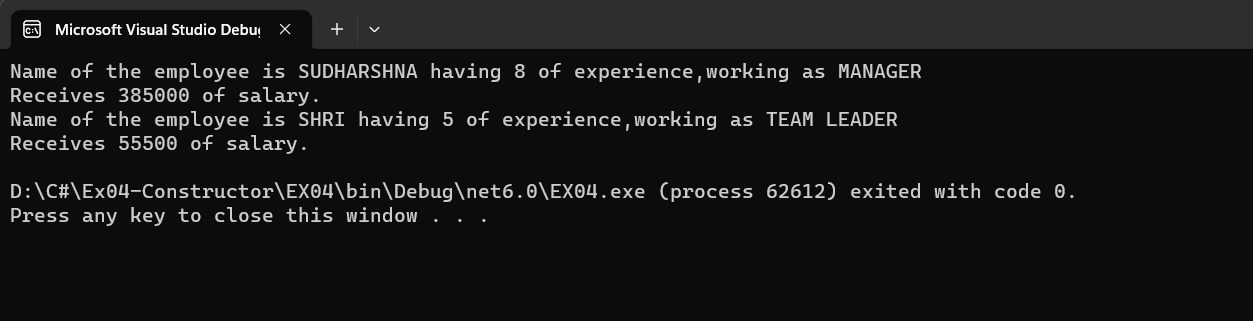 Microsoft Visual Studio Debu
Name of the employee is SUDHARSHNA having 8 of experience,working as MANAGER
Receives 385000 of salary.
Name of the employee is SHRI having 5 of experience,working as TEAM LEADER
Receives 55500 of salary.
D:\C#\Ex04-Constructor\EX04\bin\Debug\net6.0\EX04.exe (process 62612) exited with code 0.
Press any key to close this window . . .